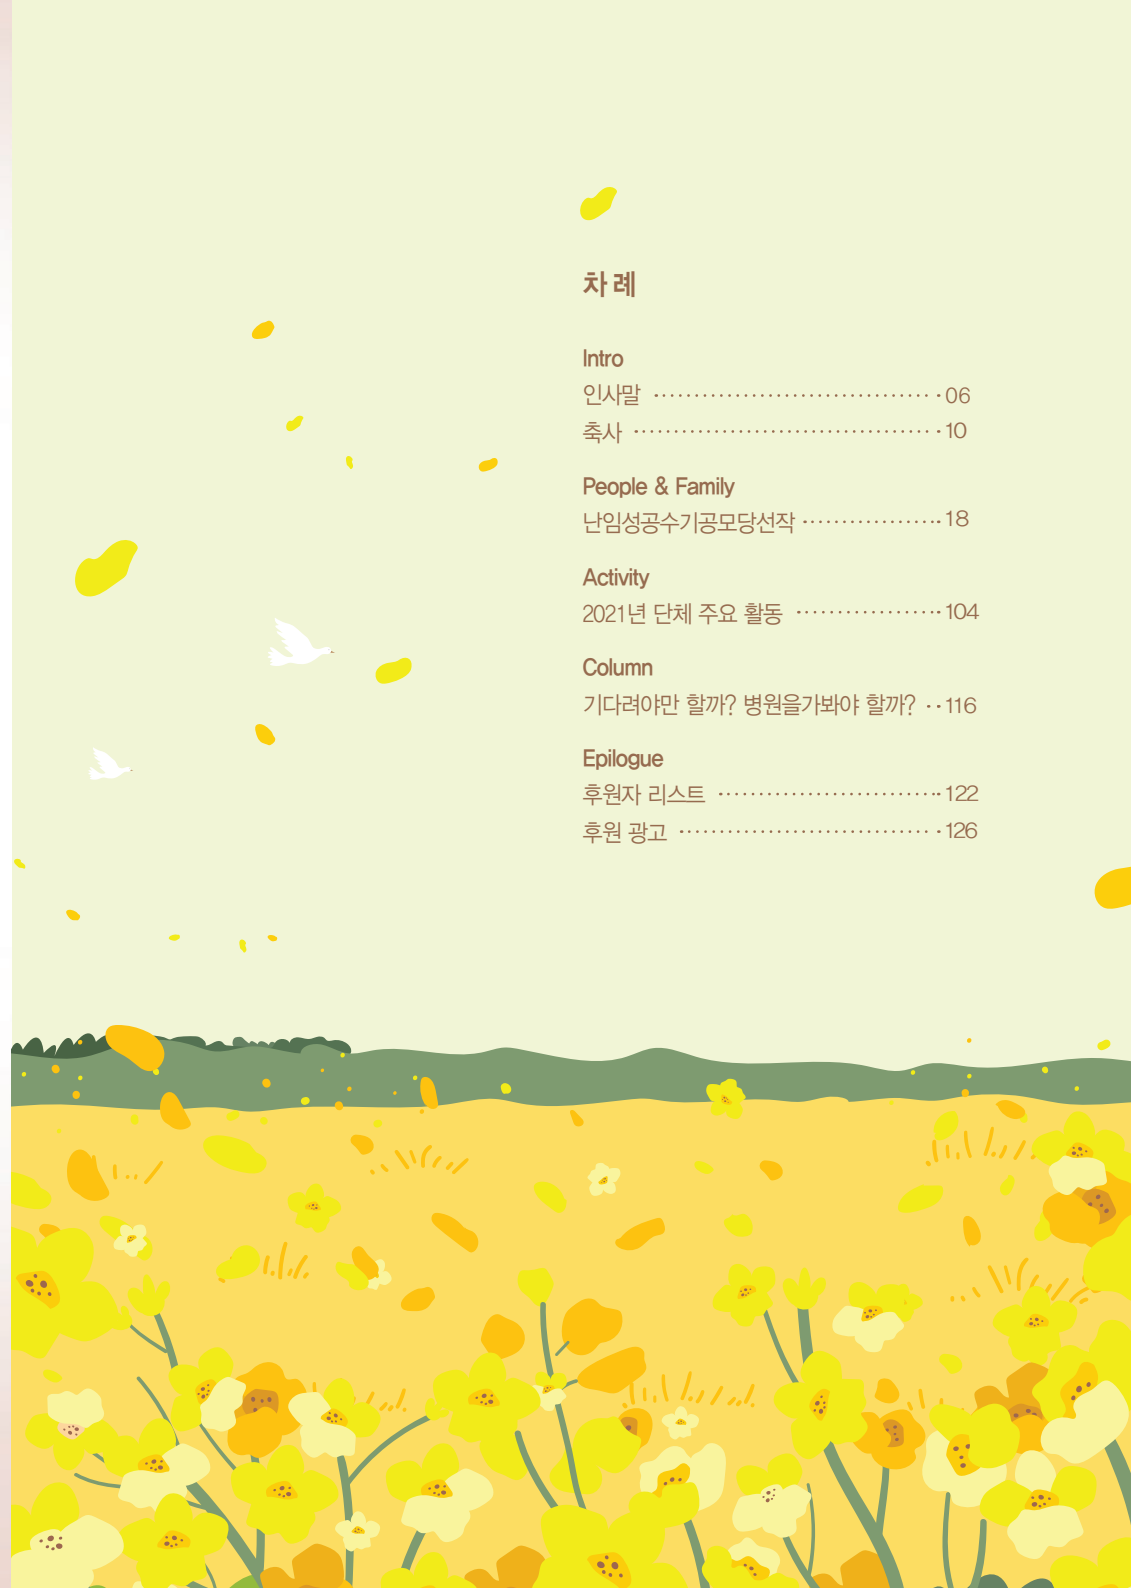 차례
Intro
인사말 ·································· 06
축사 ····································· 10
People & Family
난임성공수기공모당선작 ·················· 18
Activity
2021년 단체 주요 활동 ··················· 104
Column
기다려야만 할까? 병원을가봐야 할까? ·· 116
Epilogue
후원자 리스트 ···························· 122
후원 광고 ································ 126